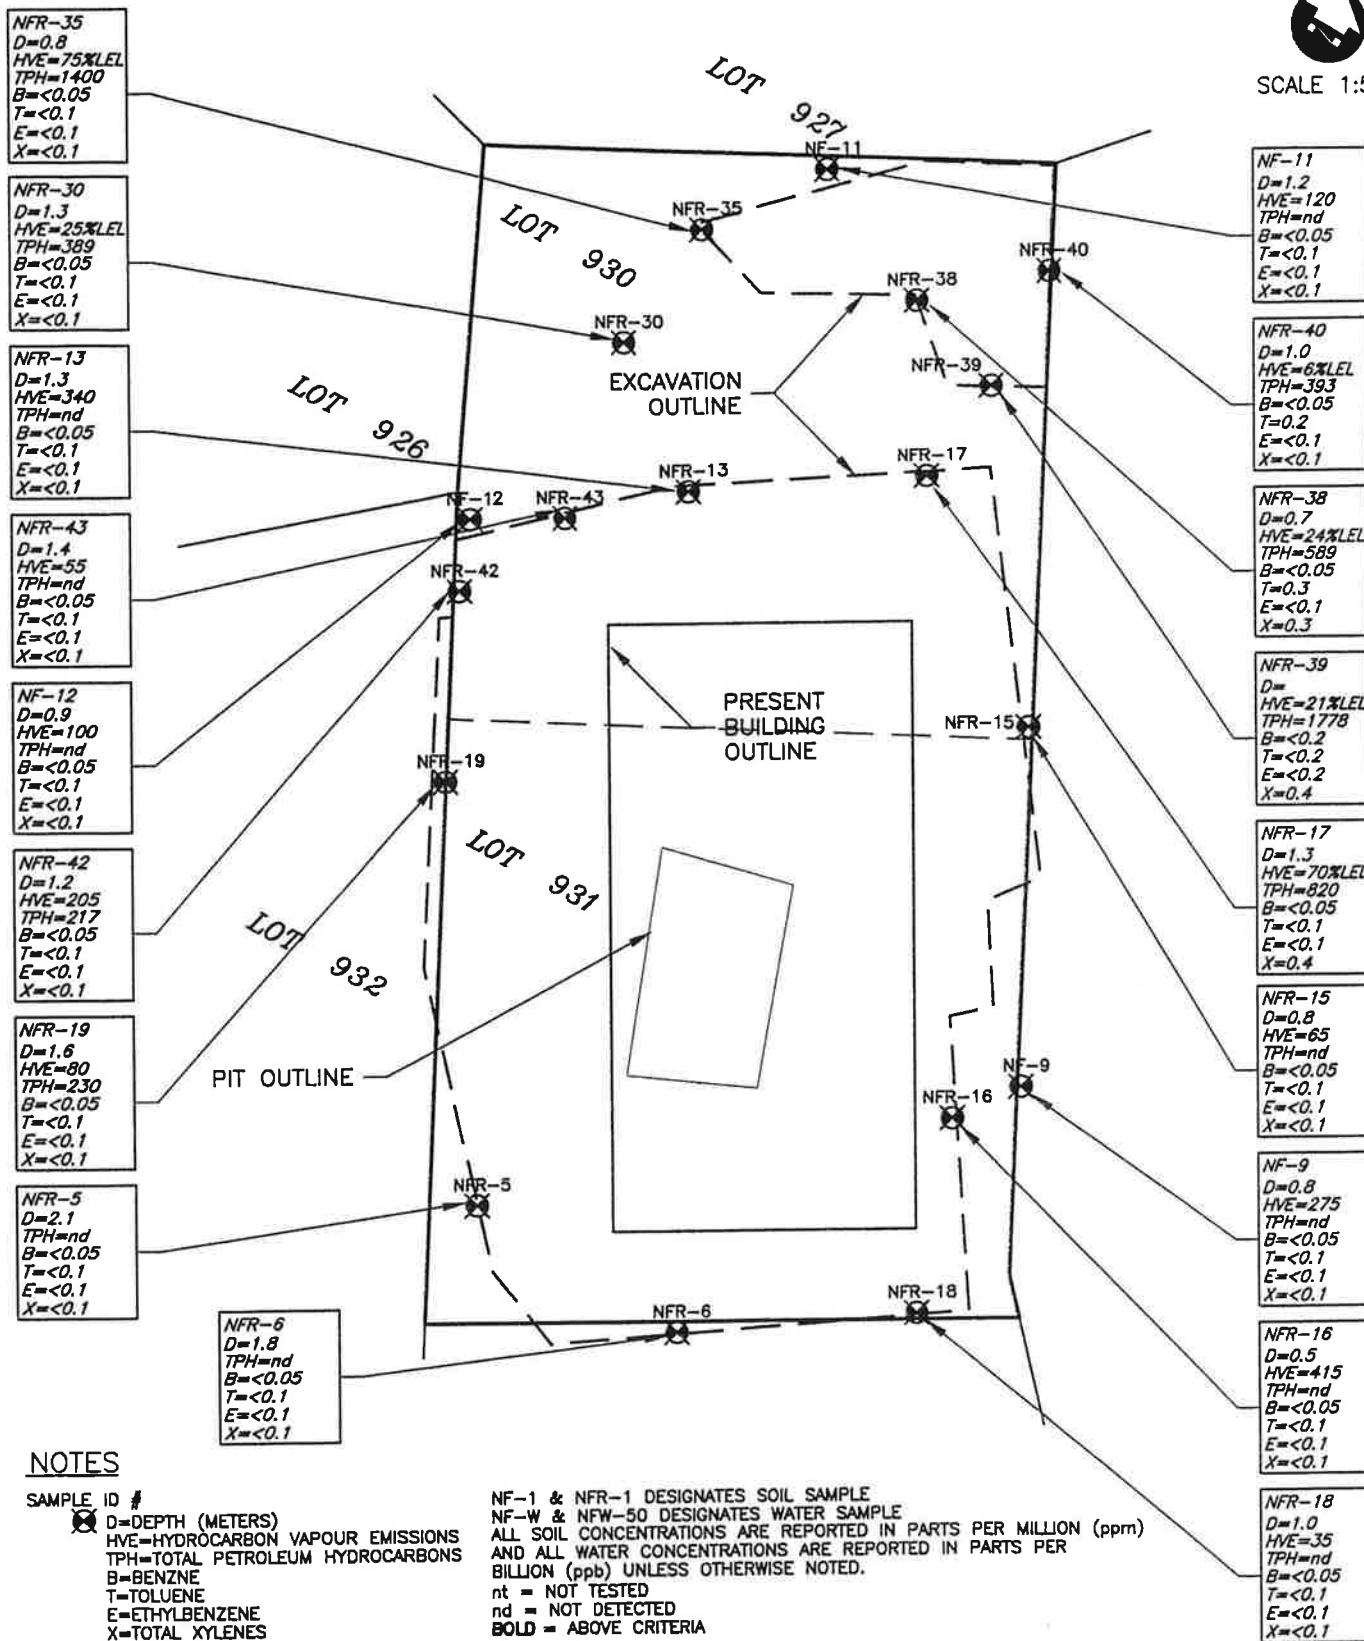 NFR-35
D=0.8
HVE=75%LEL
TPH=1400
B=<0.05
T=<0.1
E=<0.1
X=<0.1
NFR-30
D=1.3
HVE=25%LEL
TPH=389
B=<0.05
T=<0.1
E=<0.1
X=<0.1
NFR-13
D=1.3
HVE=340
TPH=nd
B=<0.05
T=<0.1
E=<0.1
X=<0.1
NFR-43
D=1.4
HVE=55
TPH=nd
B=<0.05
T=<0.1
E=<0.1
X=<0.1
NF-12
D=0.9
HVE=100
TPH=nd
B=<0.05
T=<0.1
E=<0.1
X=<0.1
NFR-42
D=1.2
HVE=205
TPH=217
B=<0.05
T=<0.1
E=<0.1
X=<0.1
NFR-19
D=1.6
HVE=80
TPH=230
B=<0.05
T=<0.1
E=<0.1
X=<0.1
NFR-5
D=2.1
TPH=nd
B=<0.05
T=<0.1
E=<0.1
X=<0.1
NFR-6
D=1.8
TPH=nd
B=<0.05
T=<0.1
E=<0.1
X=<0.1
LOT 927
NF-11
NFR-35
LOT 930
NFR-40
NFR-38
NFR-30
NFR-39
EXCAVATION
OUTLINE
LOT 926
NFR-17
NFR-13
NF-12
NFR-43
NFR-42
PRESENT
BUILDING
OUTLINE
NFR-15
NFR-19
LOT 931
LOT 932
PIT OUTLINE
NF-9
NFR-16
NFR-5
NFR-18
NFR-6
SCALE 1:5
NF-11
D=1.2
HVE=120
TPH=nd
B=<0.05
T=<0.1
E=<0.1
X=<0.1
NFR-40
D=1.0
HVE=6%LEL
TPH=393
B=<0.05
T=0.2
E=<0.1
X=<0.1
NFR-38
D=0.7
HVE=24%LEL
TPH=589
B=<0.05
T=0.3
E=<0.1
X=0.3
NFR-39
D=
HVE=21%LEL
TPH=1778
B=<0.2
T=<0.2
E=<0.2
X=0.4
NFR-17
D=1.3
HVE=70%LEL
TPH=820
B=<0.05
T=<0.1
E=<0.1
X=0.4
NFR-15
D=0.8
HVE=65
TPH=nd
B=<0.05
T=<0.1
E=<0.1
X=<0.1
NF-9
D=0.8
HVE=275
TPH=nd
B=<0.05
T=<0.1
E=<0.1
X=<0.1
NFR-16
D=0.5
HVE=415
TPH=nd
B=<0.05
T=<0.1
E=<0.1
X=<0.1
NFR-18
D=1.0
HVE=35
TPH=nd
B=<0.05
T=<0.1
E=<0.1
X=<0.1
NOTES
SAMPLE ID #
D=DEPTH (METERS)
HVE=HYDROCARBON VAPOUR EMISSIONS
TPH=TOTAL PETROLEUM HYDROCARBONS
B=BENZNE
T=TOLUENE
E=ETHYLBENZENE
X=TOTAL XYLENES
NF-1 & NFR-1 DESIGNATES SOIL SAMPLE
NF-W & NFW-50 DESIGNATES WATER SAMPLE
ALL SOIL CONCENTRATIONS ARE REPORTED IN PARTS PER MILLION (ppm)
AND ALL WATER CONCENTRATIONS ARE REPORTED IN PARTS PER
BILLION (ppb) UNLESS OTHERWISE NOTED.
nt = NOT TESTED
nd = NOT DETECTED
BOLD = ABOVE CRITERIA